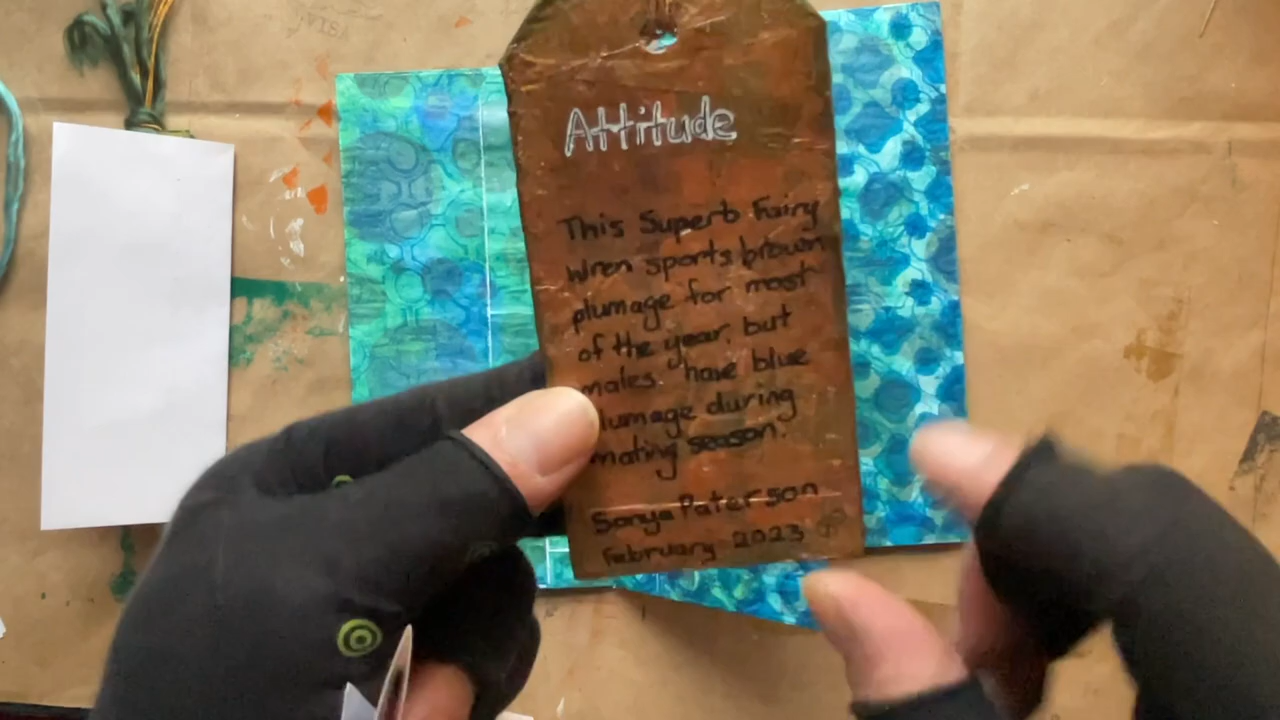 Attitude
This Superb Fairy
Wren sports brown
plumage for most
of the year, but
males have blue
lumage during
mating season.
Sonya Paterson
February 2023